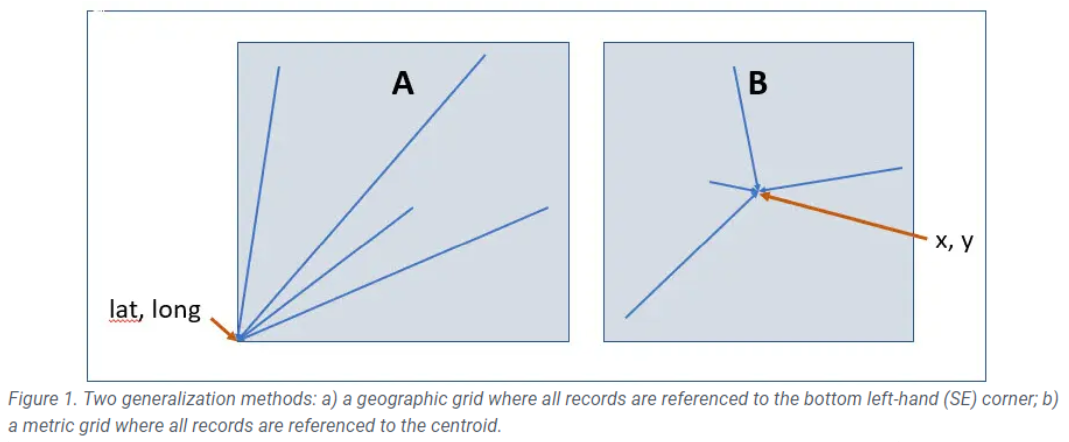 A
B
x, y
lat, long
Figure 1. Two generalization methods: a) a geographic grid where all records are referenced to the bottom left-hand (SE) corner; b)
a metric grid where all records are referenced to the centroid.